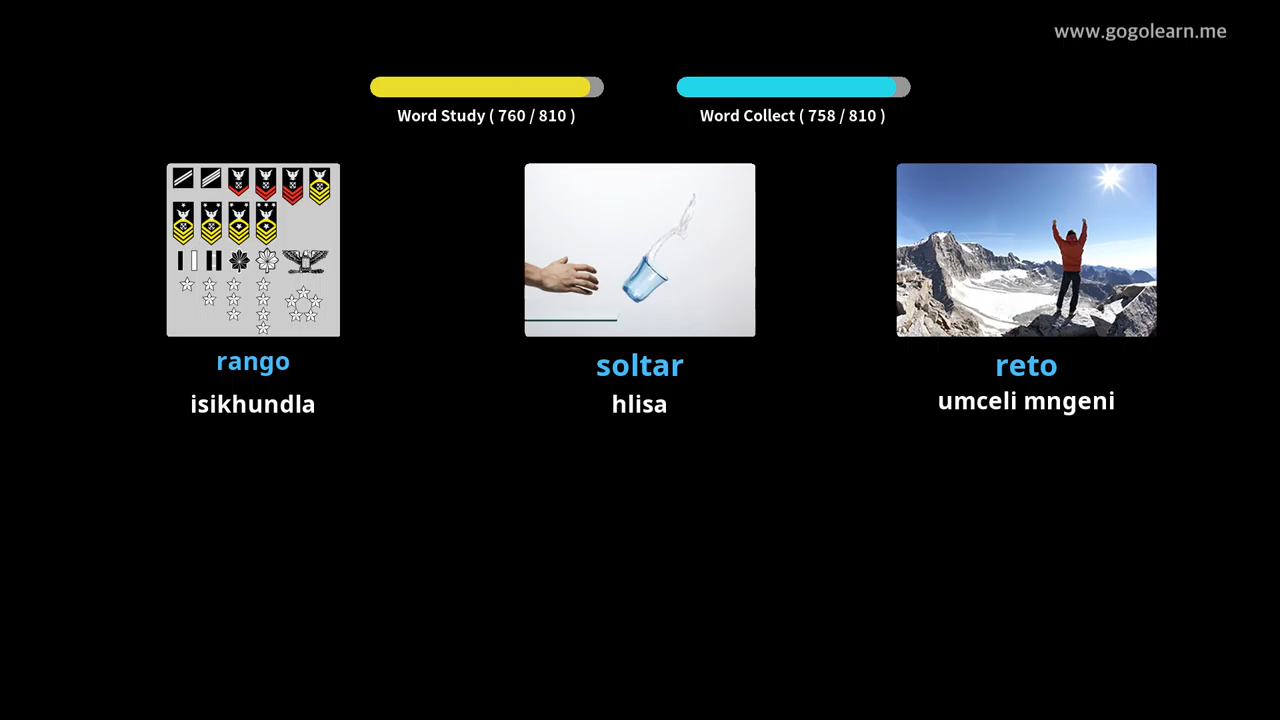 www.gogolearn.me
Word Study ( 760 / 810 )
Word Collect ( 758 / 810 )
rango
isikhundla
soltar
hlisa
reto
umceli mngeni